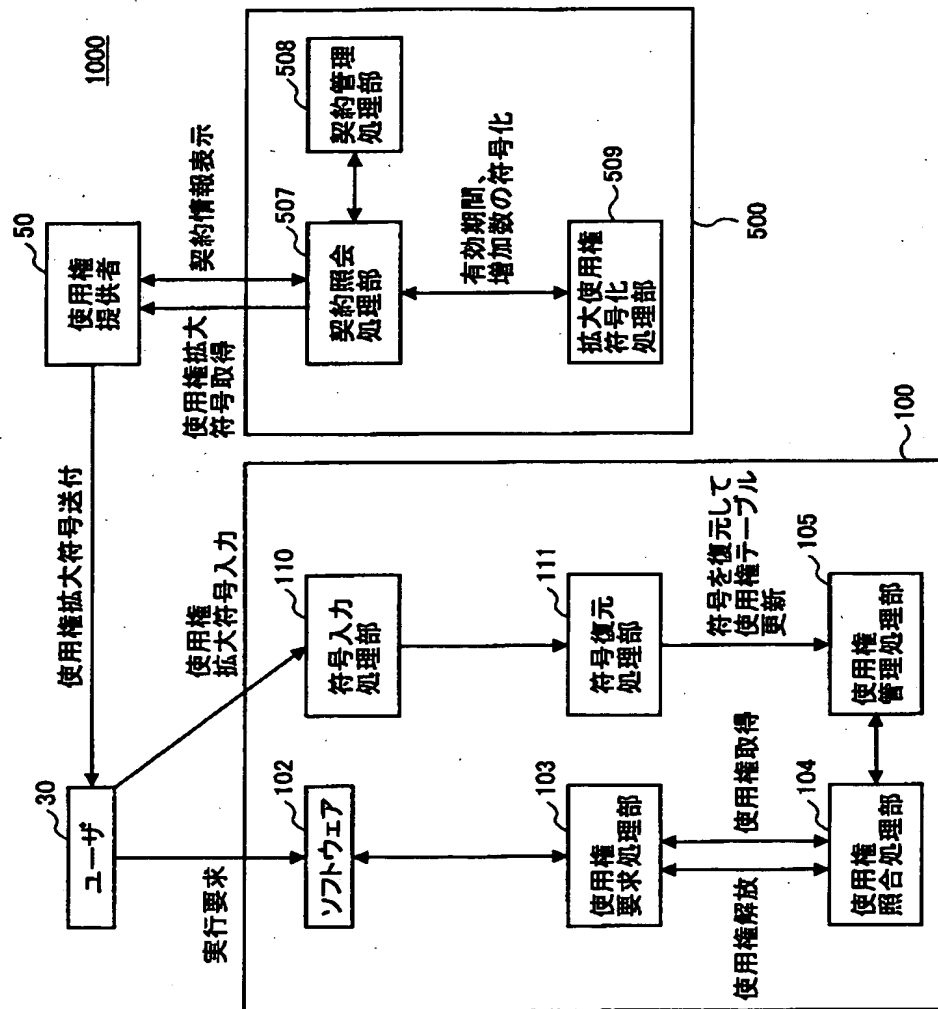 1000
50
使用権
提供者
使用権拡大符号送付
30
ユーザ
契約情報表示
使用権拡大
符号取得
508
契約管理
処理部
507
契約照会
処理部
有効期間、
増加数の符号化
509
拡大使用権
符号化
処理部
500
実行要求
使用権
拡大符号入力
102
ソフトウェア
110
符号入力
処理部
103
使用権
要求処理部
111
符号復元
処理部
使用権解放
使用権取得
符号を復元して
使用権テーブル
更新
104
使用権
照合処理部
105
使用権
管理処理部
100